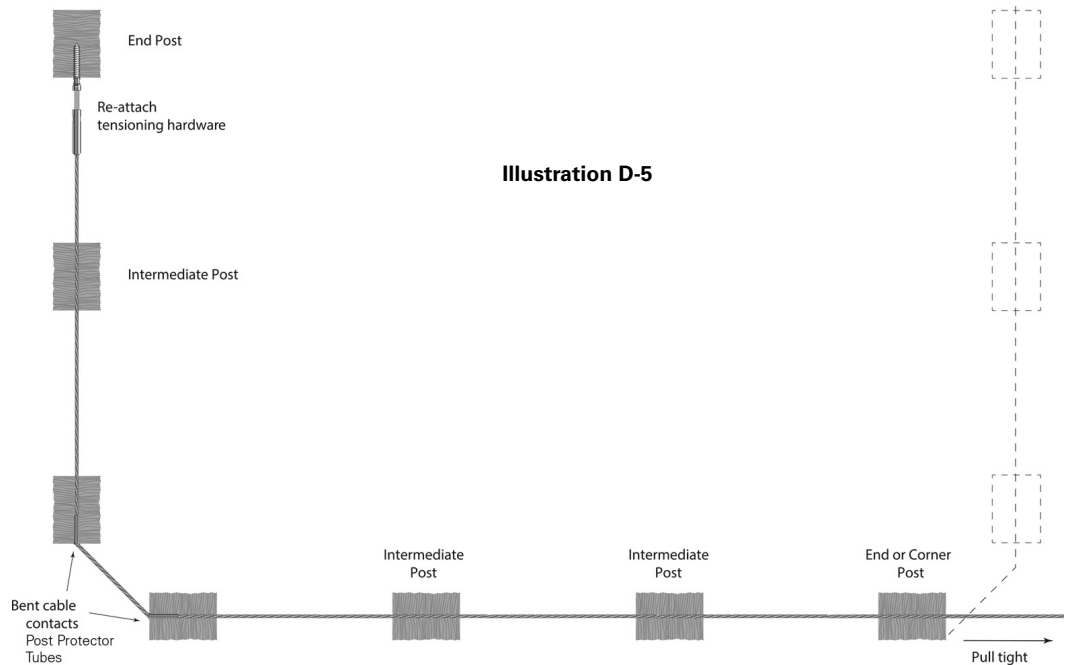 End Post
Re-attach
tensioning hardware
Illustration D-5
Intermediate Post
Intermediate
Post
Intermediate
Post
End or Corner
Post
Bent cable
contacts
Post Protector
Tubes
Pull tight